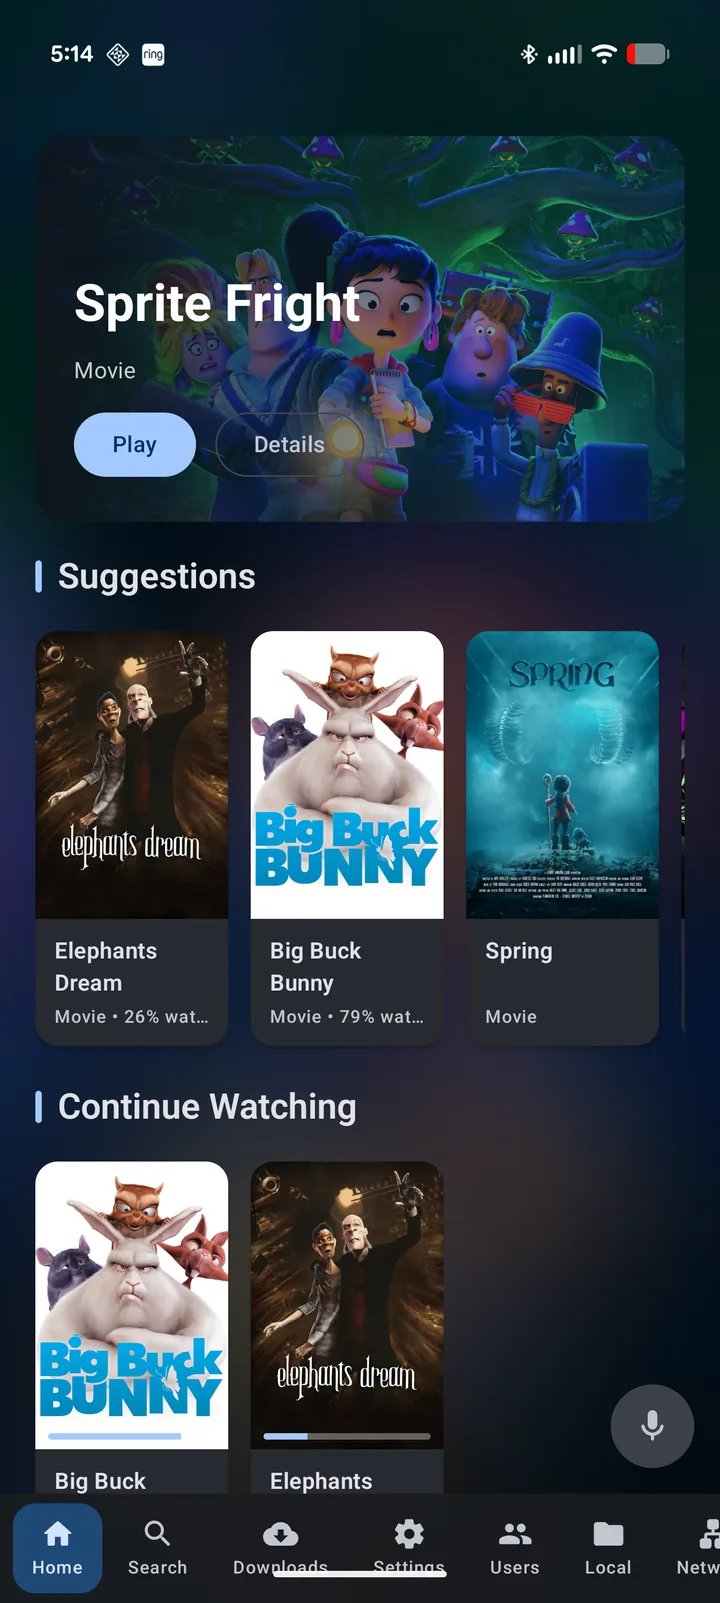 5:14
ring
Sprite Fright
Movie
Play
Details
Suggestions
elephants dream
Big Buck
BUNNY
SPRING
Elephants
Dream
Movie • 26% wat...
Big Buck
Bunny
Movie • 79% wat...
Spring
Movie
Continue Watching
Big Buck
BUNNY
elephants dream
Big Buck
Elephants
Home
Search
Downloads
Settings
Users
Local
Netw